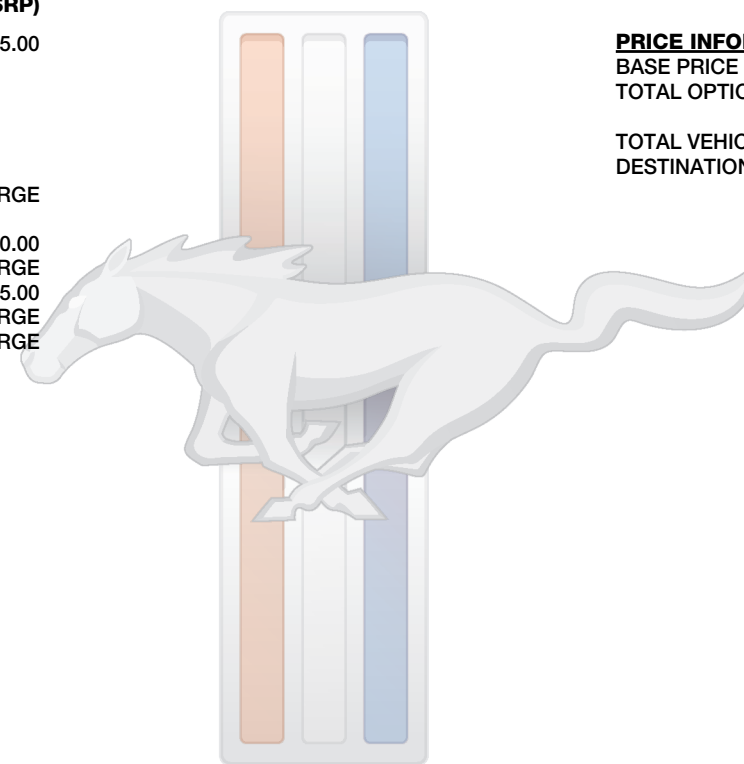 SRP)
5.00
RGE
0.00
RGE
5.00
RGE
RGE
PRICE INFO
BASE PRICE
TOTAL OPTIO
TOTAL VEHIC
DESTINATION